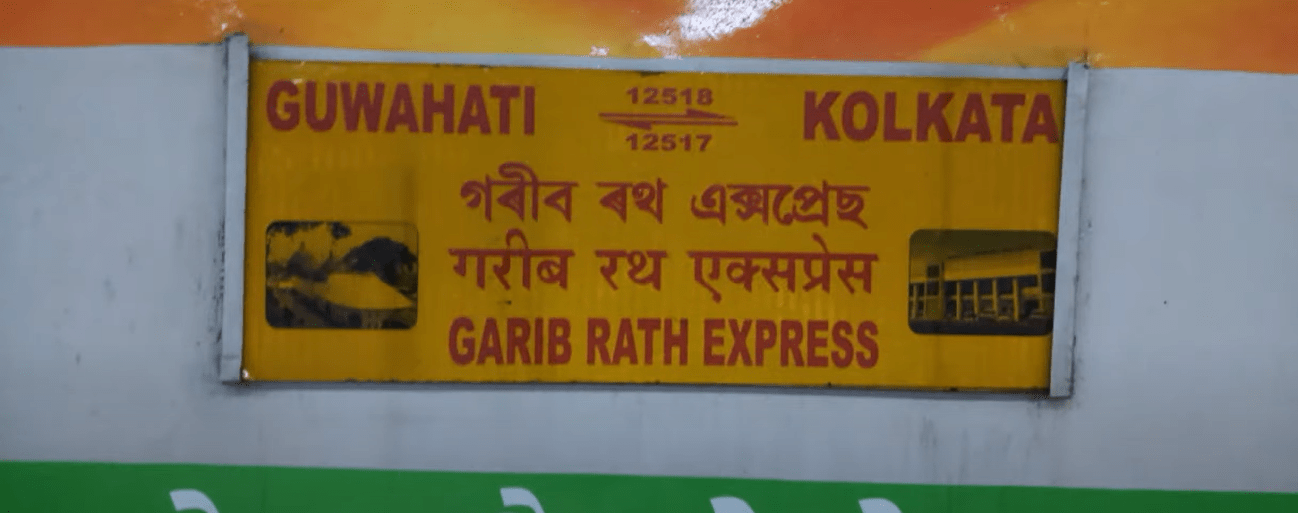 GUWAHATI 12518 KOLKATA
12517
গৰীব ৰথ এক্সপ্ৰেছ
गरीब रथ एक्सप्रेस
GARIB RATH EXPRESS